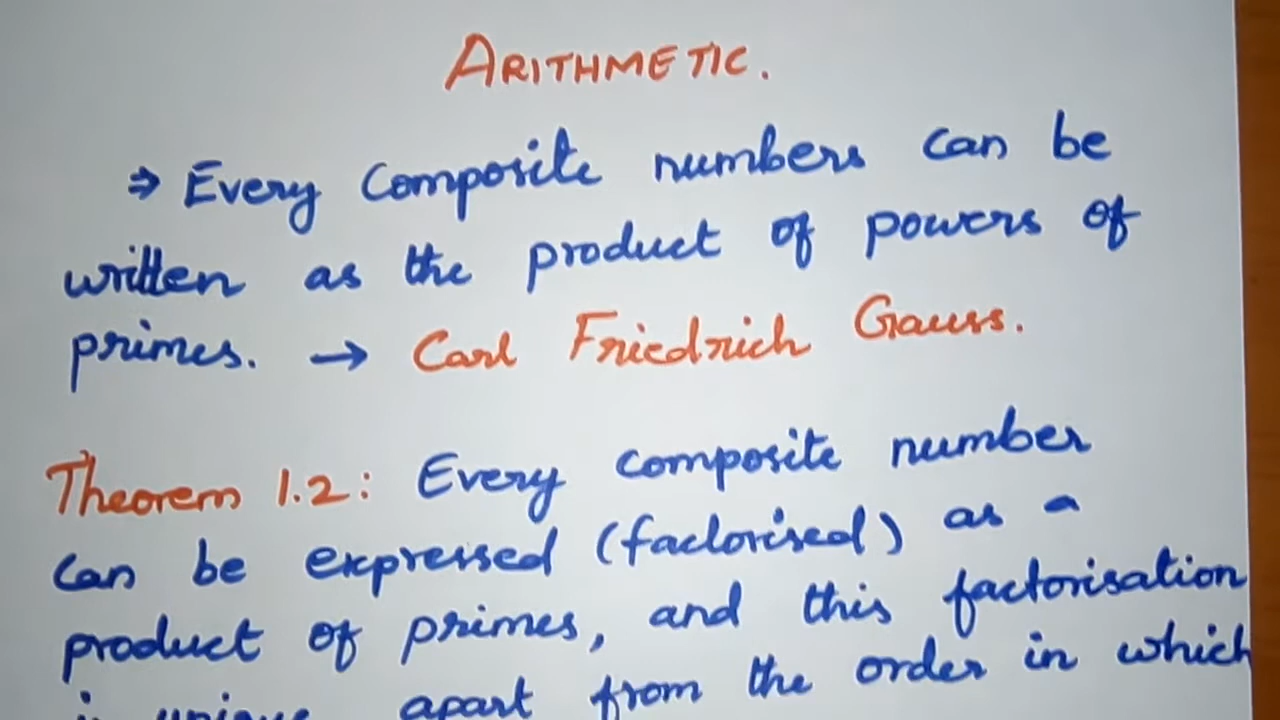 ARITHMETIC.
⇒ Every composite numbers can be
written as the product of powers of
primes. → Carl Friedrich Gauss.
Theorem 1.2: Every composite number
can be expressed (factorised) as a
product of primes, and this factorisation
is unique, apart from the order in which